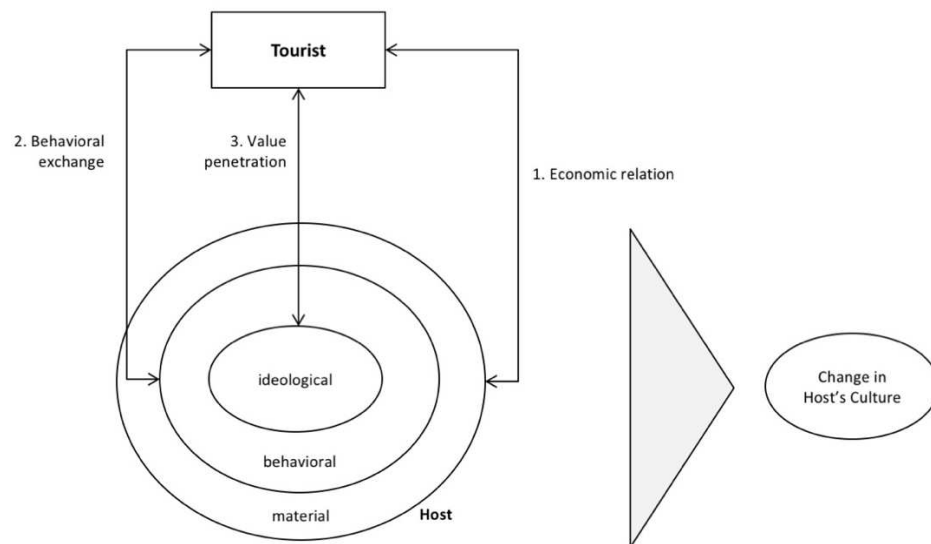 Tourist
2. Behavioral
exchange
3. Value
penetration
1. Economic relation
ideological
behavioral
material
Host
Change in
Host's Culture